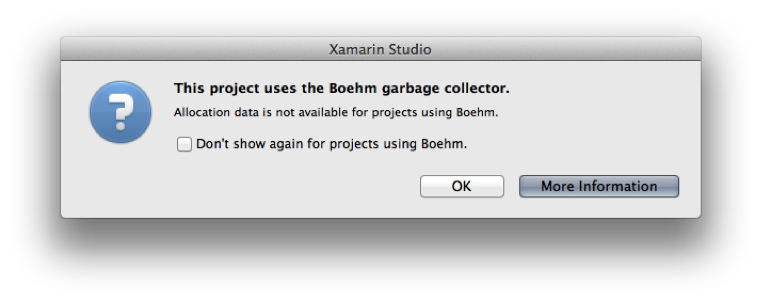 Xamarin Studio
This project uses the Boehm garbage collector.
Allocation data is not available for projects using Boehm.
Don't show again for projects using Boehm.
OK More Information